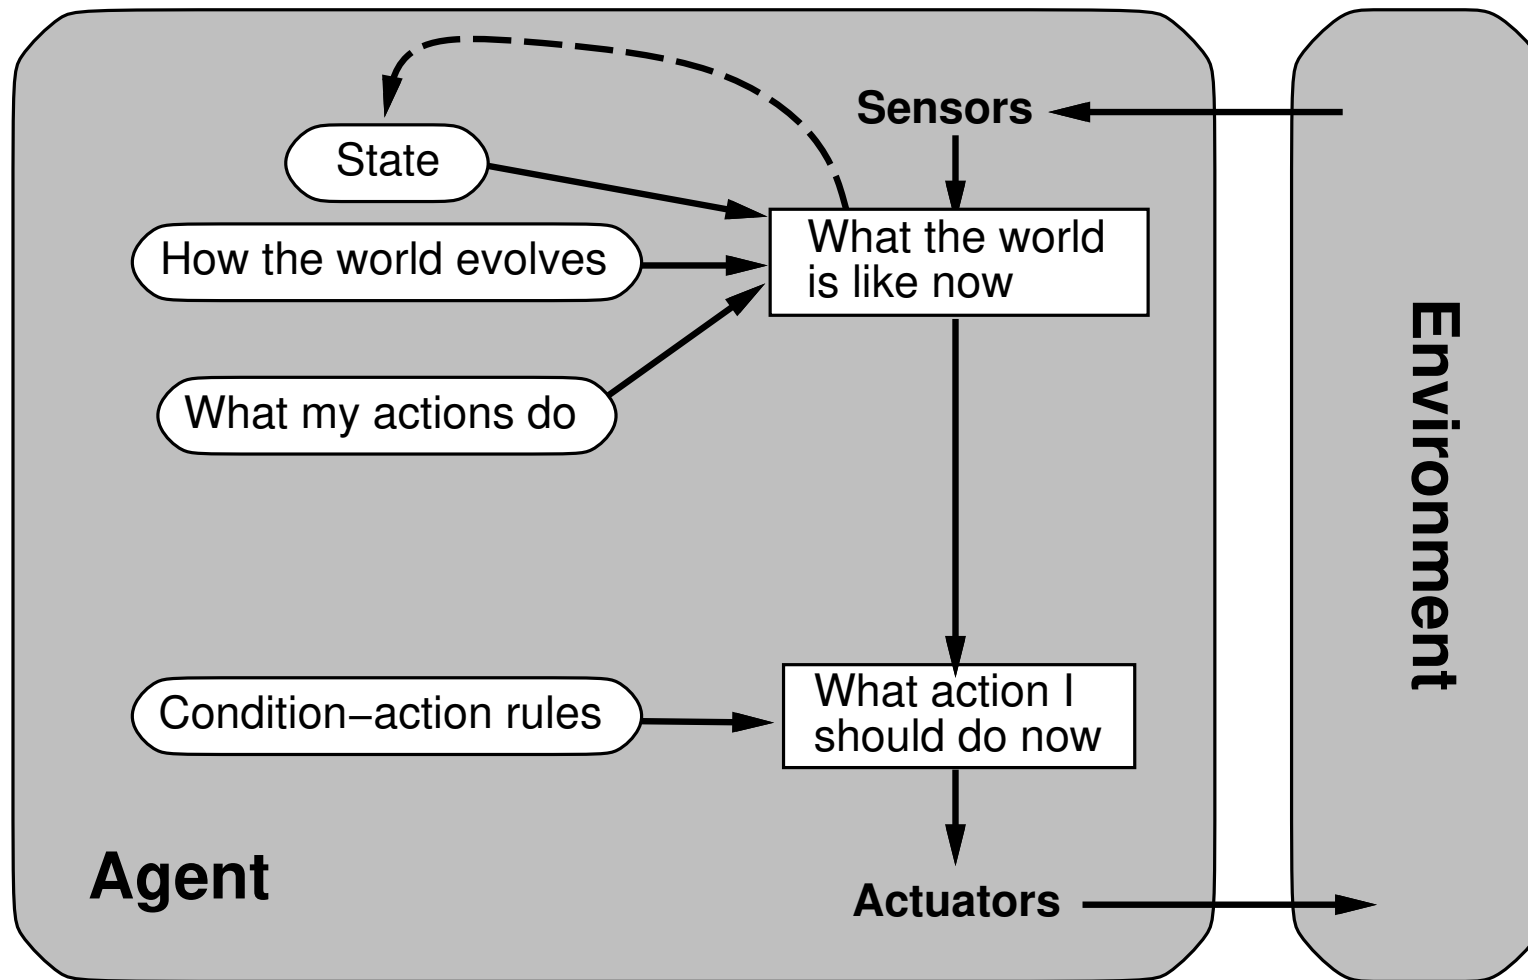 Sensors
State
What the world
is like now
How the world evolves
What my actions do
Environment
Condition−action rules
What action I
should do now
Agent
Actuators